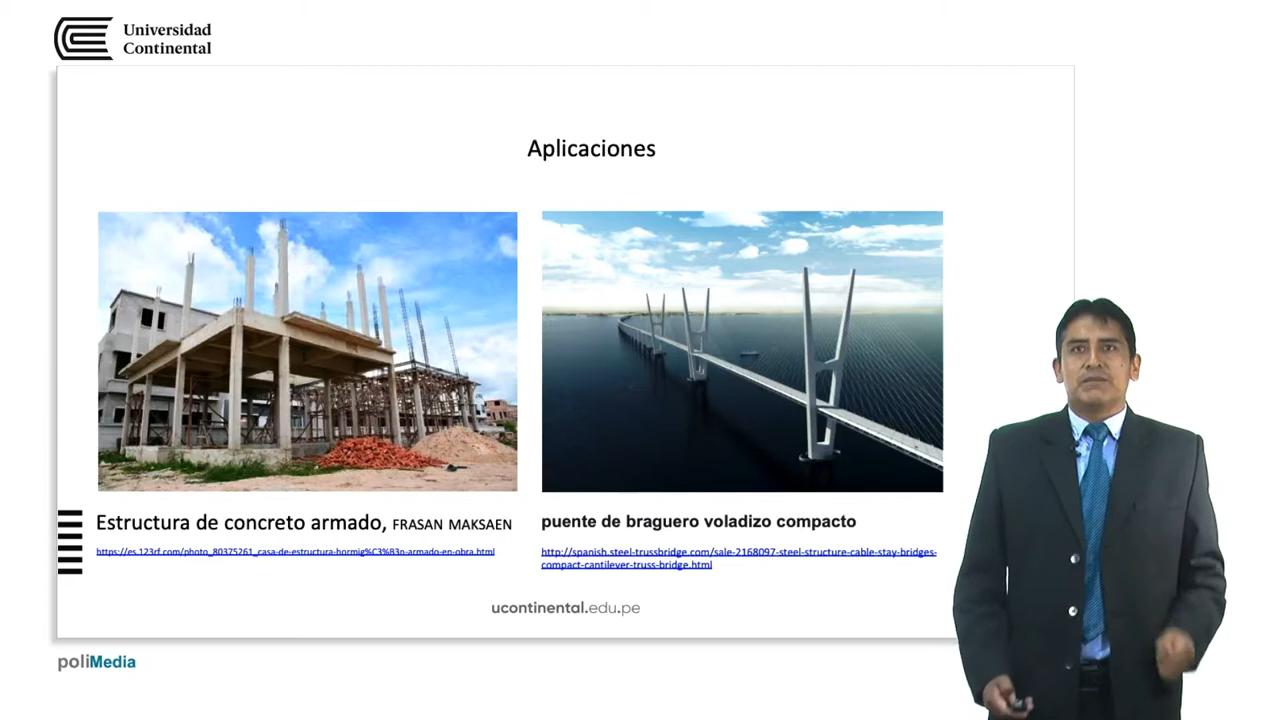 Universidad
Continental
Aplicaciones
Estructura de concreto armado, FRASAN MAKSAEN
https://es.123rf.com/photo_80375261_casa-de-estructura-hormig%C3%B3n-armado-en-obra.html
puente de braguero voladizo compacto
http://spanish.steel-trussbridge.com/sale-2168097-steel-structure-cable-stay-bridges-
compact-cantilever-truss-bridge.html
ucontinental.edu.pe
poliMedia